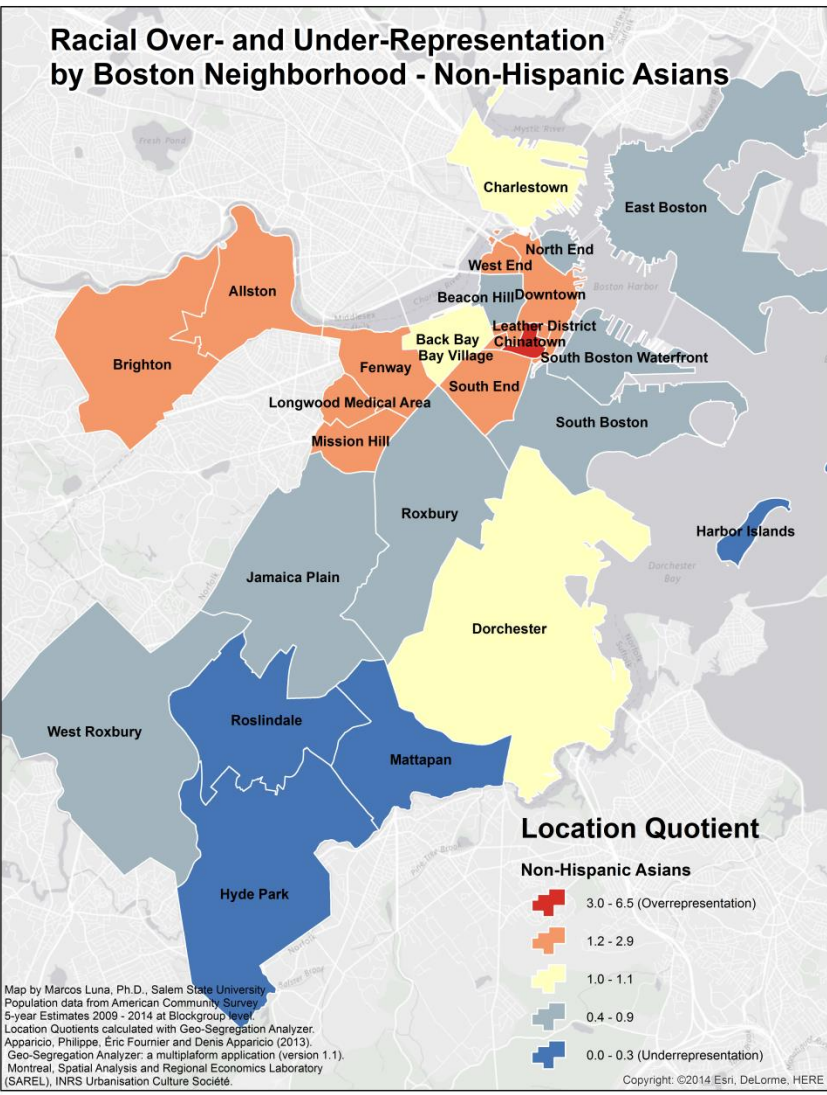 Racial Over- and Under-Representation
by Boston Neighborhood - Non-Hispanic Asians
Fresh Pond
Mystic River
Charlestown
East Boston
North End
West End
Allston
Boston Harbor
Beacon Hill
Downtown
Middlesex
Leather District
Back Bay
Chinatown
Bay Village
South Boston Waterfront
Brighton
Fenway
South End
Longwood Medical Area
South Boston
Mission Hill
Roxbury
Harbor Islands
Dorchester
Bay
Norfolk
Jamaica Plain
Dorchester
Norfolk
Suffolk
Roslindale
West Roxbury
Mattapan
Hyde Park
Norfolk
Location Quotient
Non-Hispanic Asians
3.0 - 6.5 (Overrepresentation)
1.2 - 2.9
1.0 - 1.1
0.4 - 0.9
0.0 - 0.3 (Underrepresentation)
Map by Marcos Luna, Ph.D., Salem State University
Population data from American Community Survey
5-year Estimates 2009 - 2014 at Blockgroup level.
Location Quotients calculated with Geo-Segregation Analyzer.
Apparicio, Philippe, Éric Fournier and Denis Apparicio (2013).
Geo-Segregation Analyzer: a multiplaform application (version 1.1).
Montreal, Spatial Analysis and Regional Economics Laboratory
(SAREL), INRS Urbanisation Culture Société.
Copyright: ©2014 Esri, DeLorme, HERE